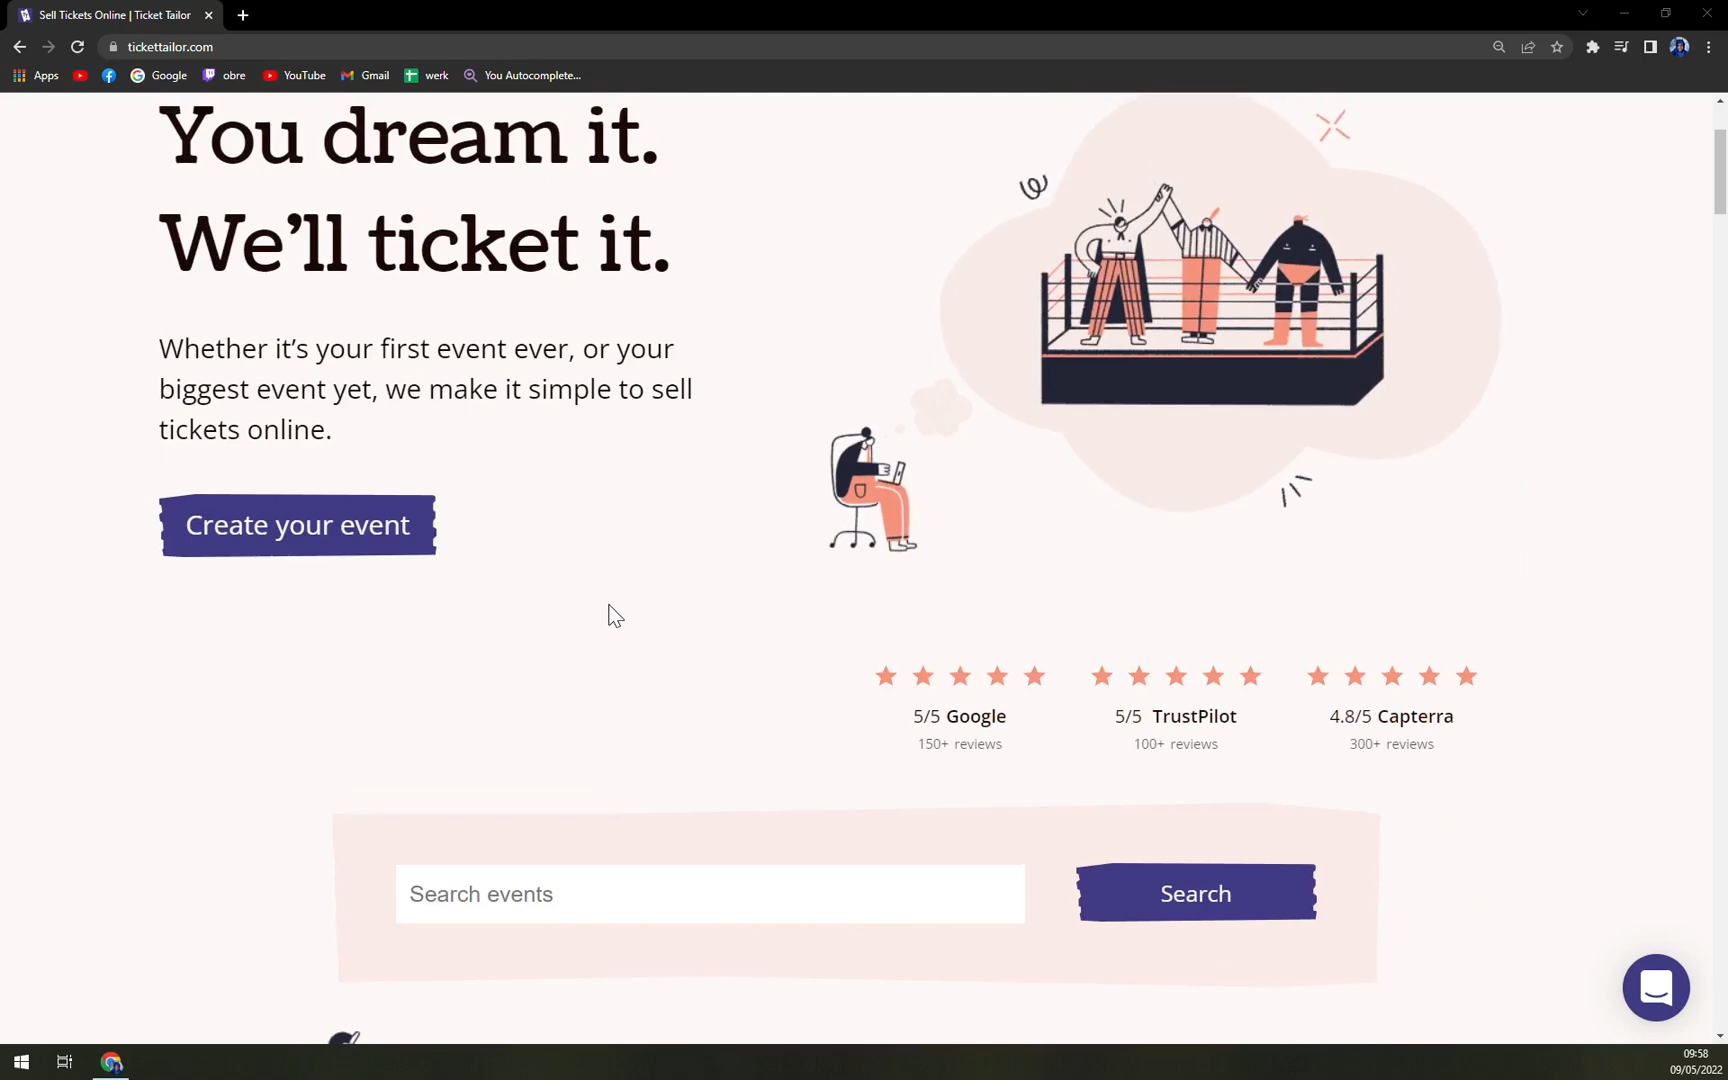 Sell Tickets Online | Ticket Tailor
tickettailor.com
Apps
Google
obre
YouTube
Gmail
werk
You Autocomplete...
You dream it.
We’ll ticket it.
Whether it’s your first event ever, or your
biggest event yet, we make it simple to sell
tickets online.
Create your event
5/5 Google
150+ reviews
5/5 TrustPilot
100+ reviews
4.8/5 Capterra
300+ reviews
Search events
Search
09:58
09/05/2022